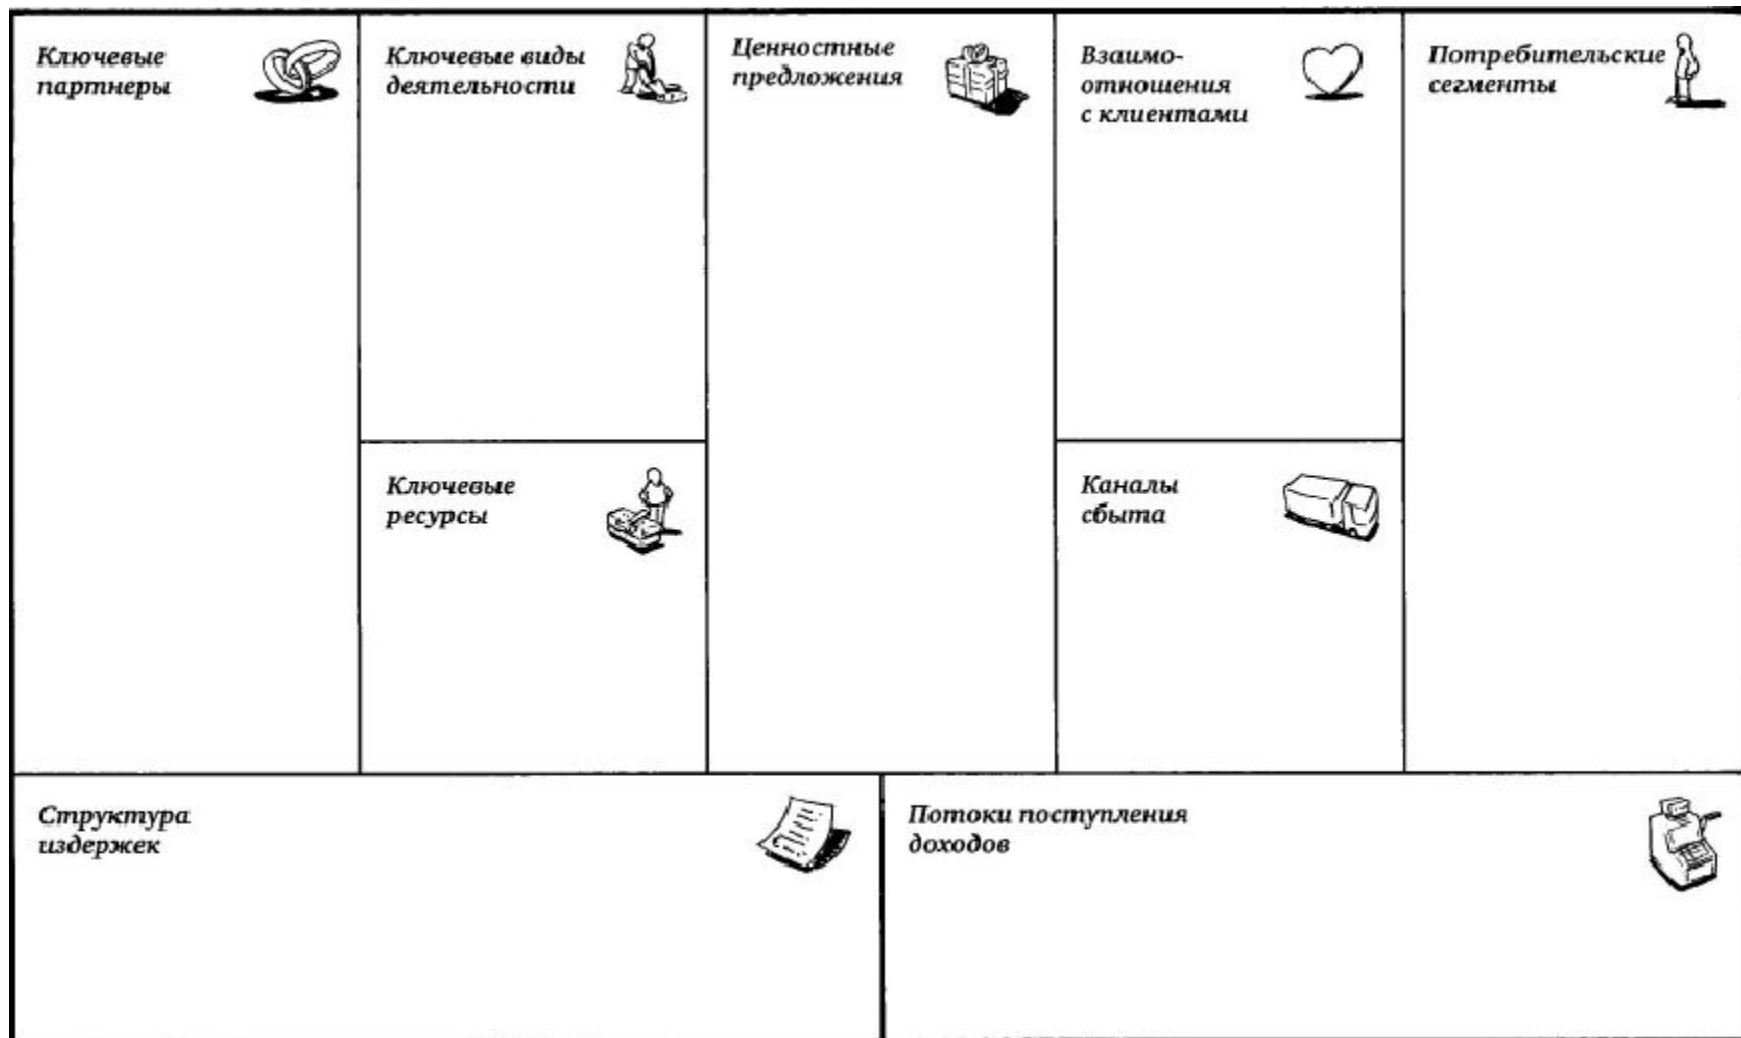 Ключевые
партнеры
Ключевые виды
деятельности
Ценностные
предложения
Взаимо-
отношения
с клиентами
Потребительские
сегменты
Ключевые
ресурсы
Каналы
сбыта
Структура
издержек
Потоки поступления
доходов